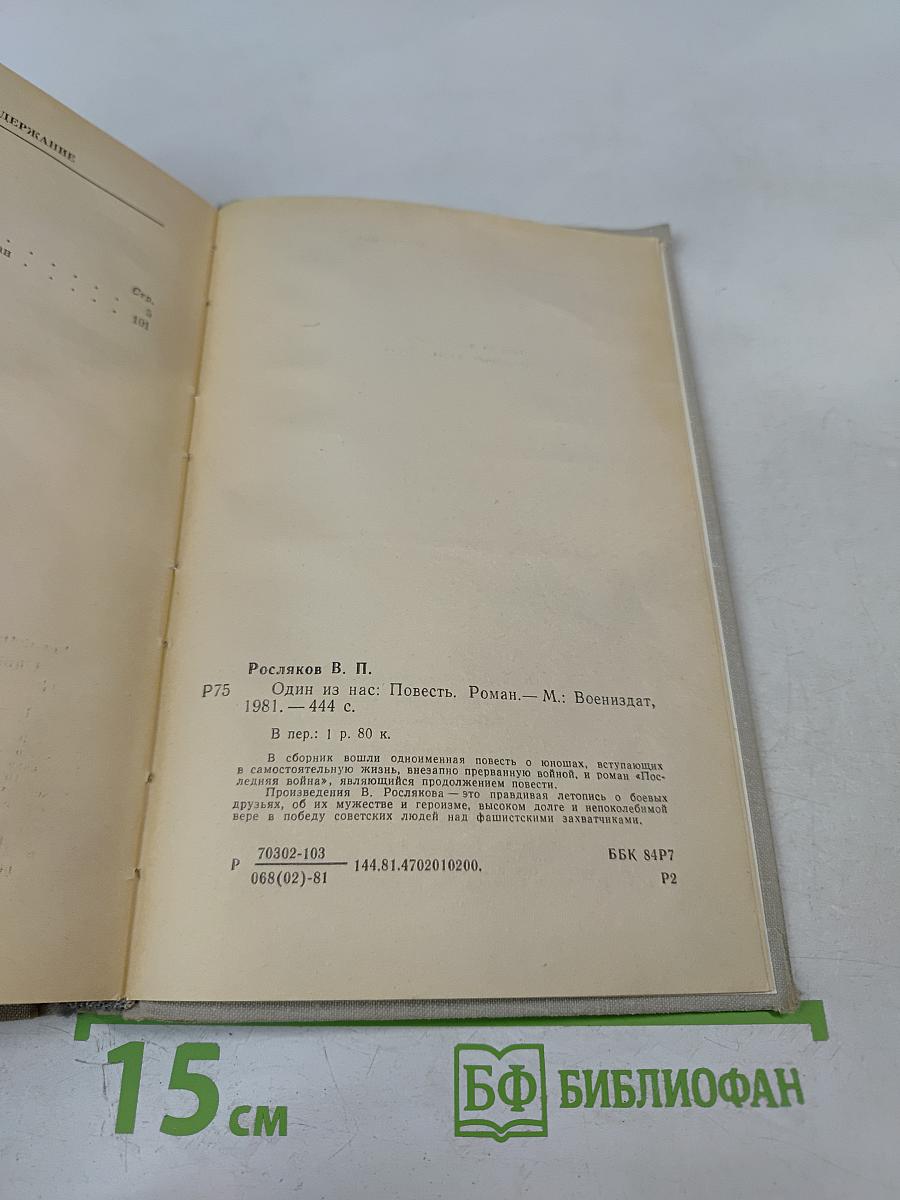 ДЕРЖАНИЕ
Стр.
5
101
Росляков В. П.
Р75 Один из нас: Повесть. Роман.— М.: Воениздат,
1981.— 444 с.
В пер.: 1 р. 80 к.
В сборник вошли одноименная повесть о юношах, вступающих
в самостоятельную жизнь, внезапно прерванную войной, и роман «Пос-
ледняя война», являющийся продолжением повести.
Произведения В. Рослякова — это правдивая летопись о боевых
друзьях, об их мужестве и героизме, высоком долге и непоколебимой
вере в победу советских людей над фашистскими захватчиками.
Р 70302-103
068(02)-81 144.81.4702010200.
ББК 84Р7
Р2
15 см
БФ БИБЛИОФАН